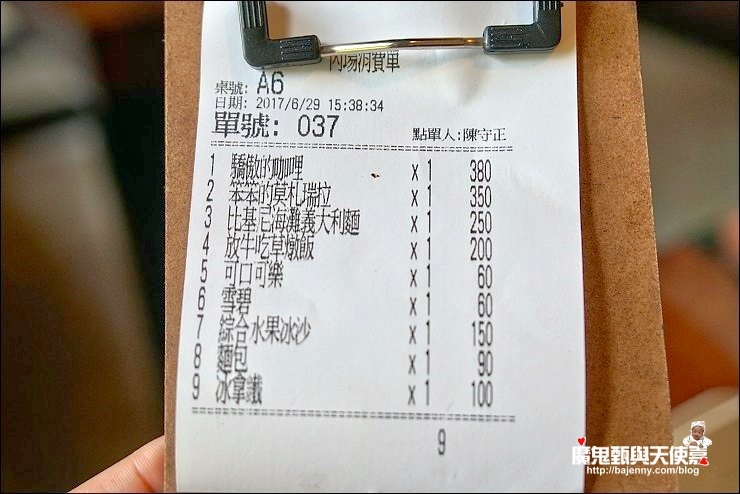 內場消費單
桌號: A6
日期: 2017/6/29 15:38:34
單號: 037 點單人:陳守正
1 驕傲的咖哩 x 1 380
2 笨笨的莫札瑞拉 x 1 350
3 比基尼海灘義大利麵 x 1 250
4 放牛吃草燉飯 x 1 200
5 可口可樂 x 1 60
6 雪碧 x 1 60
7 綜合水果冰沙 x 1 150
8 麵包 x 1 90
9 冰拿鐵 x 1 100
9
魔鬼甄與天使嘉
http://bajenny.com/blog